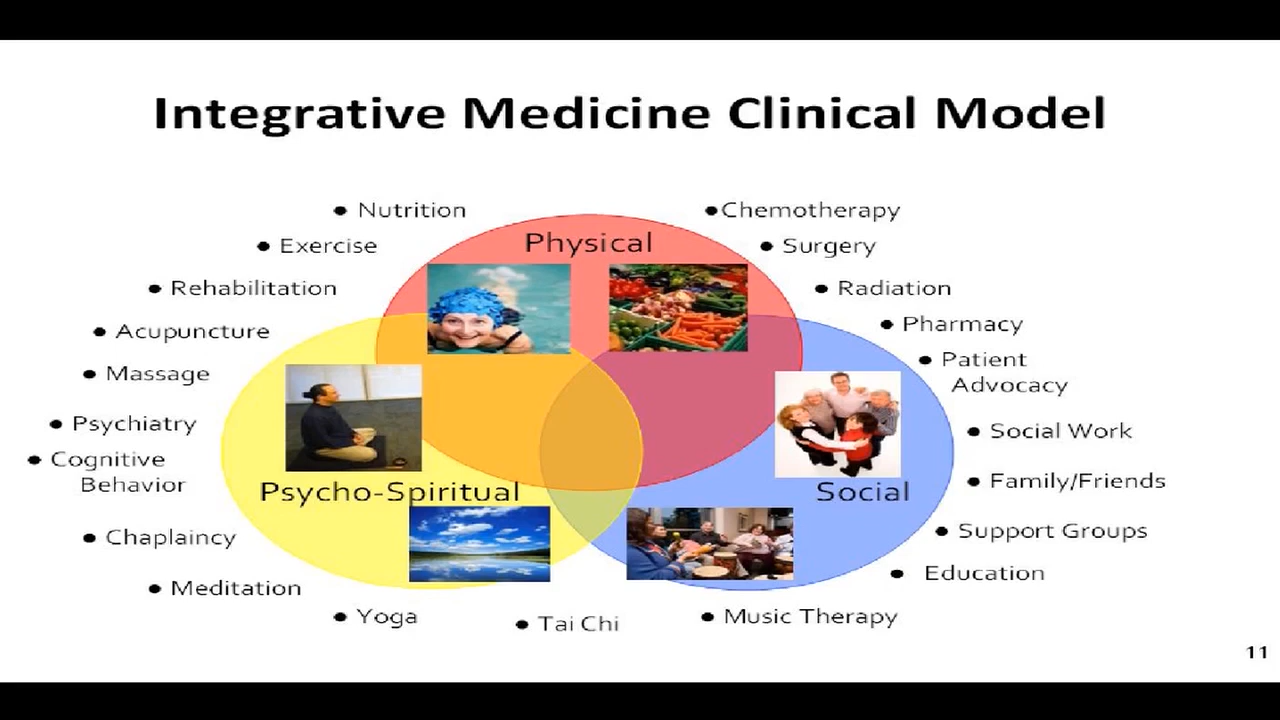 Integrative Medicine Clinical Model
● Nutrition
● Exercise
● Rehabilitation
● Acupuncture
● Massage
● Psychiatry
● Cognitive
Behavior
● Chaplaincy
● Meditation
● Yoga
● Tai Chi
● Music Therapy
Physical
Psycho-Spiritual
Social
●Chemotherapy
● Surgery
● Radiation
● Pharmacy
● Patient
Advocacy
● Social Work
● Family/Friends
● Support Groups
● Education
11